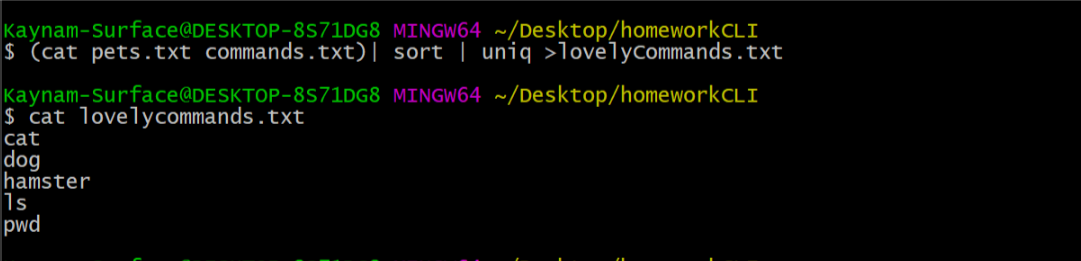 Kaynam-Surface@DESKTOP-8S71DG8 MINGW64 ~/Desktop/homeworkCLI
$ (cat pets.txt commands.txt)| sort | uniq >lovelyCommands.txt
Kaynam-Surface@DESKTOP-8S71DG8 MINGW64 ~/Desktop/homeworkCLI
$ cat lovelycommands.txt
cat
dog
hamster
ls
pwd